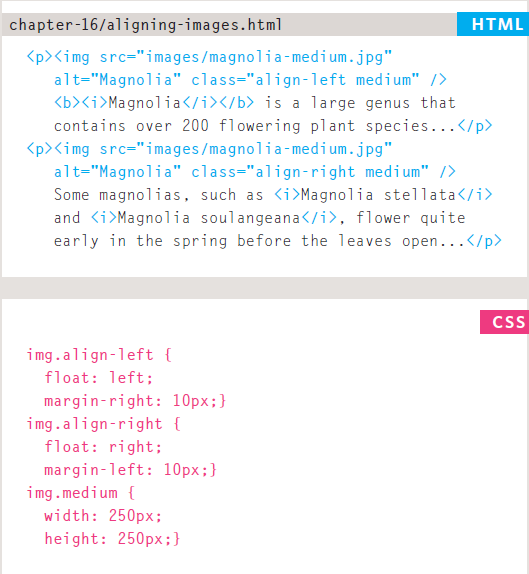 chapter-16/aligning-images.html HTML
<p><img src="images/magnolia-medium.jpg"
alt="Magnolia" class="align-left medium" />
<b><i>Magnolia</i></b> is a large genus that
contains over 200 flowering plant species...</p>
<p><img src="images/magnolia-medium.jpg"
alt="Magnolia" class="align-right medium" />
Some magnolias, such as <i>Magnolia stellata</i>
and <i>Magnolia soulangeana</i>, flower quite
early in the spring before the leaves open...</p>
CSS
img.align-left {
float: left;
margin-right: 10px;}
img.align-right {
float: right;
margin-left: 10px;}
img.medium {
width: 250px;
height: 250px;}